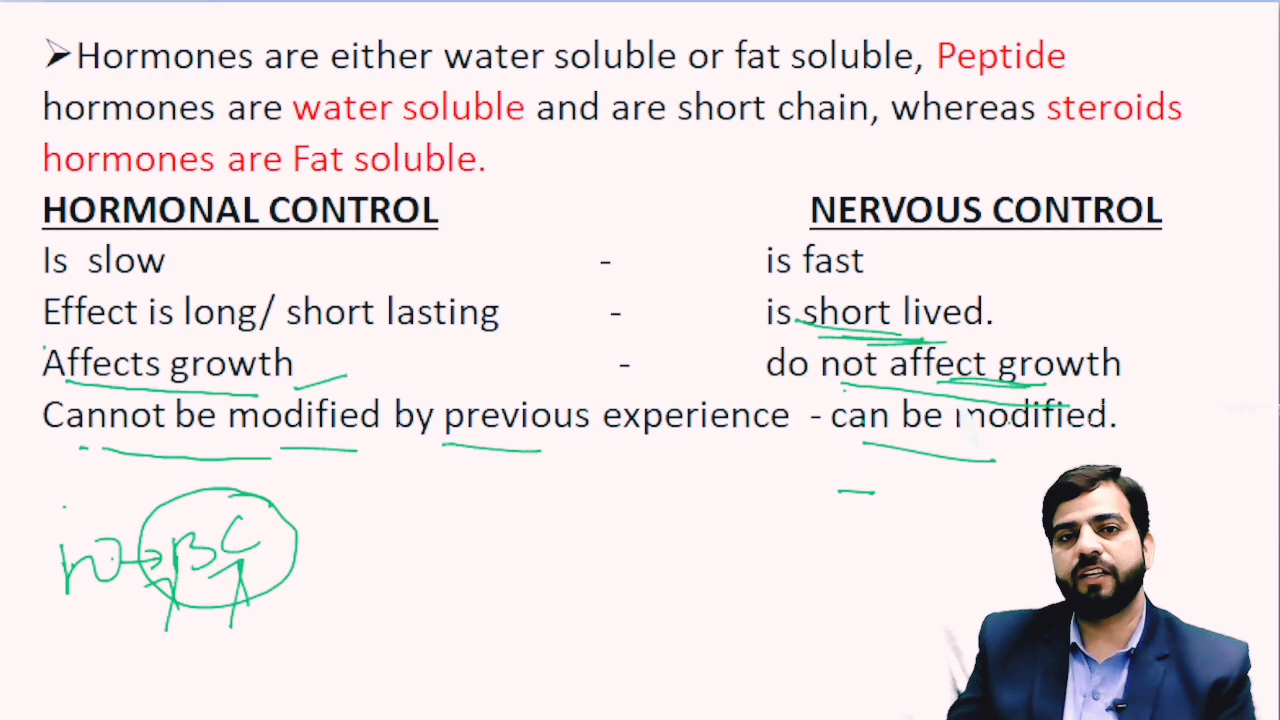 ➤Hormones are either water soluble or fat soluble, Peptide
hormones are water soluble and are short chain, whereas steroids
hormones are Fat soluble.
HORMONAL CONTROL NERVOUS CONTROL
Is slow - is fast
Effect is long/ short lasting - is short lived.
Affects growth - do not affect growth
Cannot be modified by previous experience - can be modified.